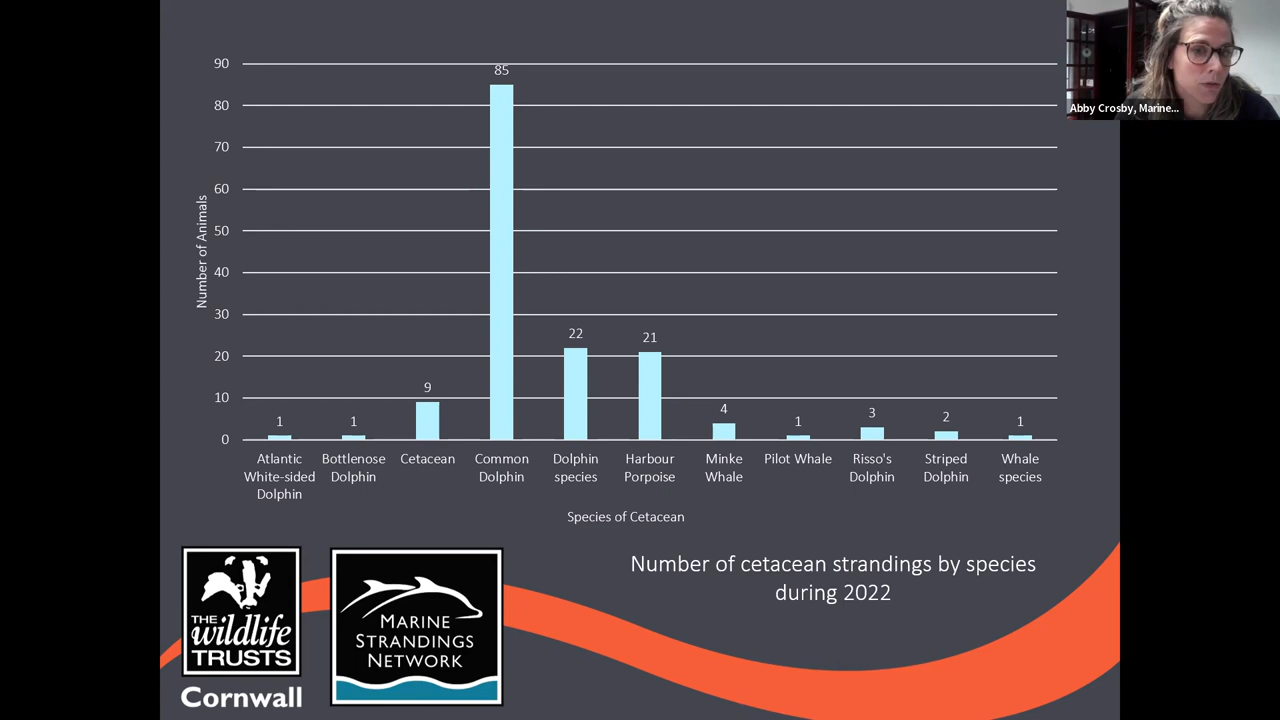 Abby Crosby, Marine...
90
80
70
60
50
40
30
20
10
0
Number of Animals
1
1
9
85
22
21
4
1
3
2
1
Atlantic
White-sided
Dolphin
Bottlenose
Dolphin
Cetacean
Common
Dolphin
Dolphin
species
Harbour
Porpoise
Minke
Whale
Pilot Whale
Risso's
Dolphin
Striped
Dolphin
Whale
species
Species of Cetacean
Number of cetacean strandings by species
during 2022
THE
wildlife
TRUSTS
Cornwall
MARINE
STRANDINGS
NETWORK